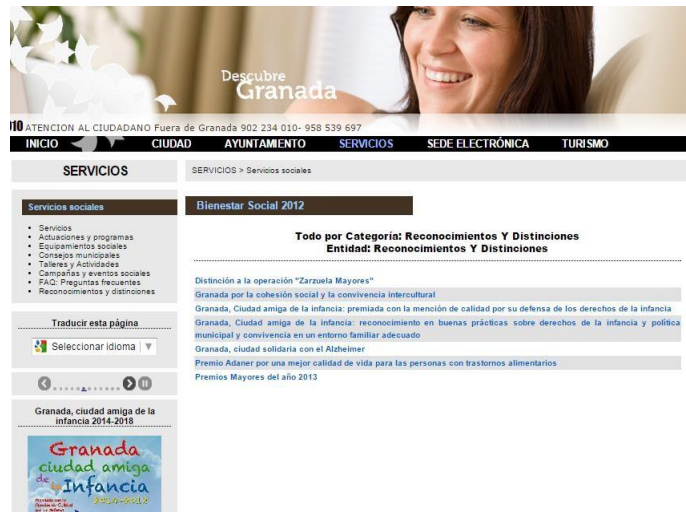 Descubre
Granada
010 ATENCION AL CIUDADANO Fuera de Granada 902 234 010- 958 539 697
INICIO CIUDAD AYUNTAMIENTO SERVICIOS SEDE ELECTRÓNICA TURISMO
SERVICIOS
SERVICIOS > Servicios sociales
Servicios sociales
Servicios
Actuaciones y programas
Equipamientos sociales
Consejos municipales
Talleres y Actividades
Campañas y eventos sociales
FAQ: Preguntas frecuentes
Reconocimientos y distinciones
Traducir esta página
Seleccionar idioma
Granada, ciudad amiga de la
infancia 2014-2018
Granada
ciudad amiga
de la Infancia
2014-2018
Bienestar Social 2012
Todo por Categoría: Reconocimientos Y Distinciones
Entidad: Reconocimientos Y Distinciones
Distinción a la operación "Zarzuela Mayores"
Granada por la cohesión social y la convivencia intercultural
Granada, Ciudad amiga de la infancia: premiada con la mención de calidad por su defensa de los derechos de la infancia
Granada, Ciudad amiga de la infancia: reconocimiento en buenas prácticas sobre derechos de la infancia y política
municipal y convivencia en un entorno familiar adecuado
Granada, ciudad solidaria con el Alzheimer
Premio Adaner por una mejor calidad de vida para las personas con trastornos alimentarios
Premios Mayores del año 2013